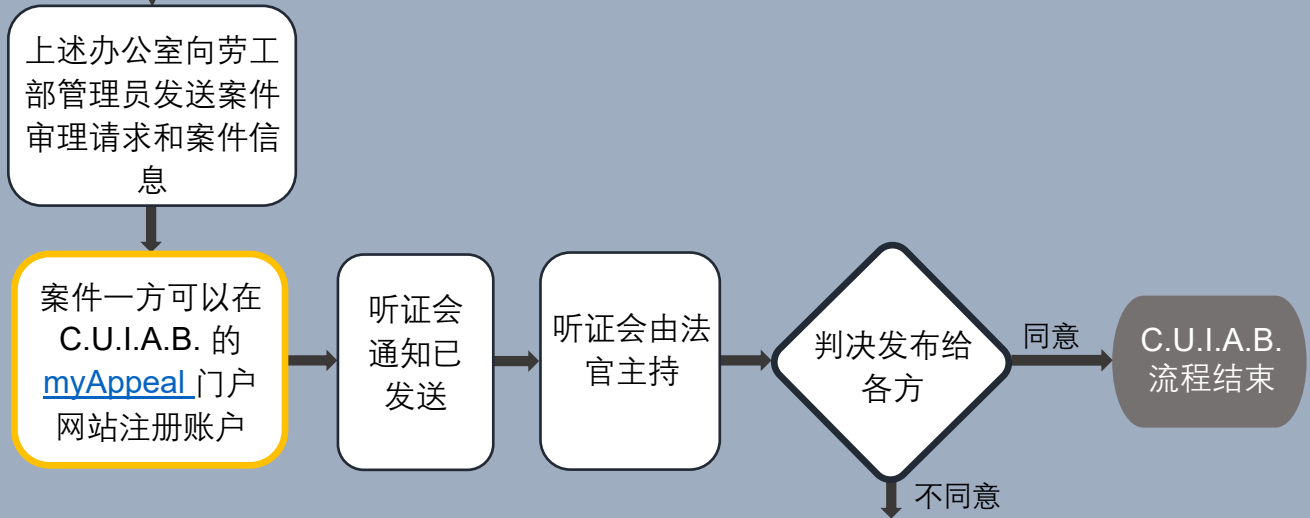 上述办公室向劳工
部管理员发送案件
审理请求和案件信
息
案件一方可以在
C.U.I.A.B. 的
myAppeal 门户
网站注册账户
听证会
通知已
发送
听证会由法
官主持
判决发布给
各方
同意
C.U.I.A.B.
流程结束
不同意